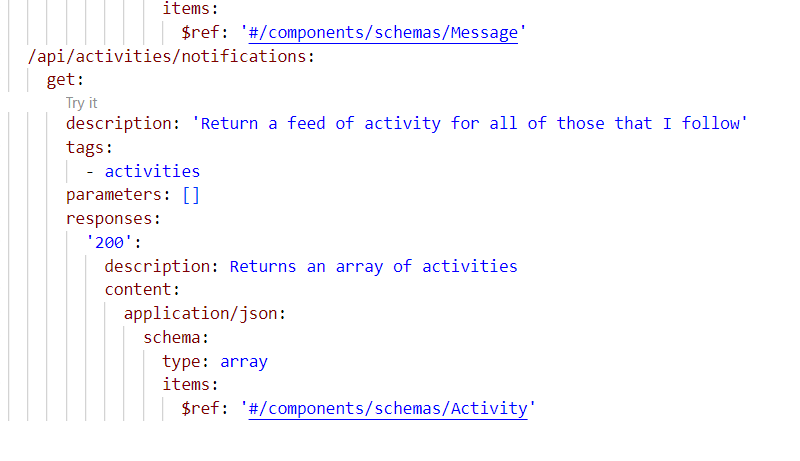 items:
$ref: '#/components/schemas/Message'
/api/activities/notifications:
get:
Try it
description: 'Return a feed of activity for all of those that I follow'
tags:
- activities
parameters: []
responses:
'200':
description: Returns an array of activities
content:
application/json:
schema:
type: array
items:
$ref: '#/components/schemas/Activity'